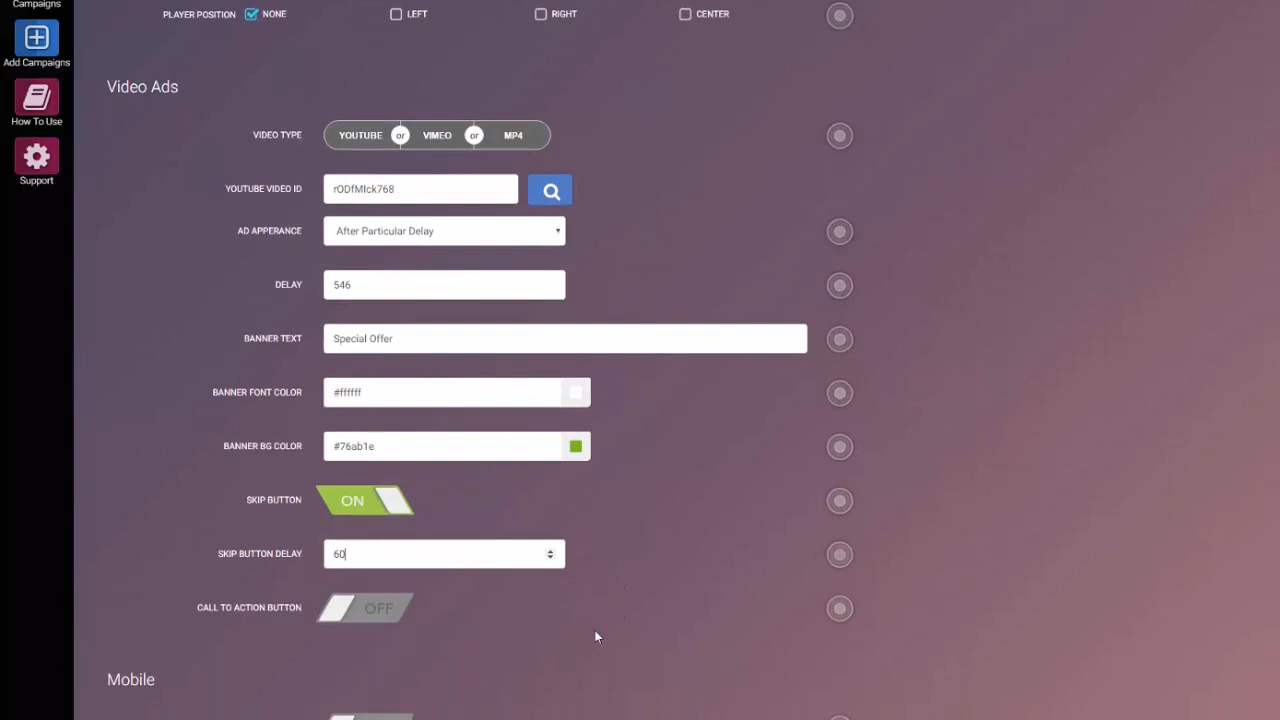 Campaigns
PLAYER POSITION NONE LEFT RIGHT CENTER
Add Campaigns
How To Use
Support
Video Ads
VIDEO TYPE YOUTUBE or VIMEO or MP4
YOUTUBE VIDEO ID rODfMIck768
AD APPERANCE After Particular Delay
DELAY 546
BANNER TEXT Special Offer
BANNER FONT COLOR #ffffff
BANNER BG COLOR #76ab1e
SKIP BUTTON ON
SKIP BUTTON DELAY 60
CALL TO ACTION BUTTON OFF
Mobile